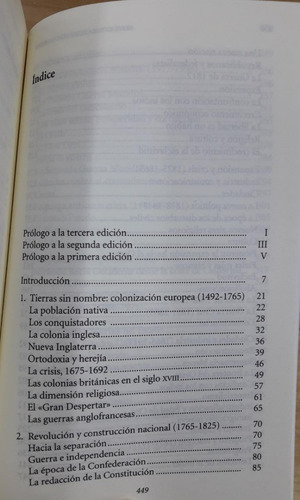 Índice
Prólogo a la tercera edición.......................................... I
Prólogo a la segunda edición........................................ III
Prólogo a la primera edición........................................ V
Introducción................................................................ 7
1. Tierras sin nombre: colonización europea (1492-1765) 21
La población nativa.................................................. 22
Los conquistadores .................................................. 28
La colonia inglesa..................................................... 32
Nueva Inglaterra...................................................... 36
Ortodoxia y herejía................................................... 39
La crisis, 1675-1692.................................................. 46
Las colonias británicas en el siglo XVIII.................... 49
La dimensión religiosa.............................................. 57
El «Gran Despertar»................................................. 61
Las guerras anglofrancesas........................................ 65
2. Revolución y construcción nacional (1765-1825)........ 70
Hacia la separación................................................... 70
Guerra e independencia............................................ 75
La época de la Confederación................................... 80
La redacción de la Constitución................................ 85
449